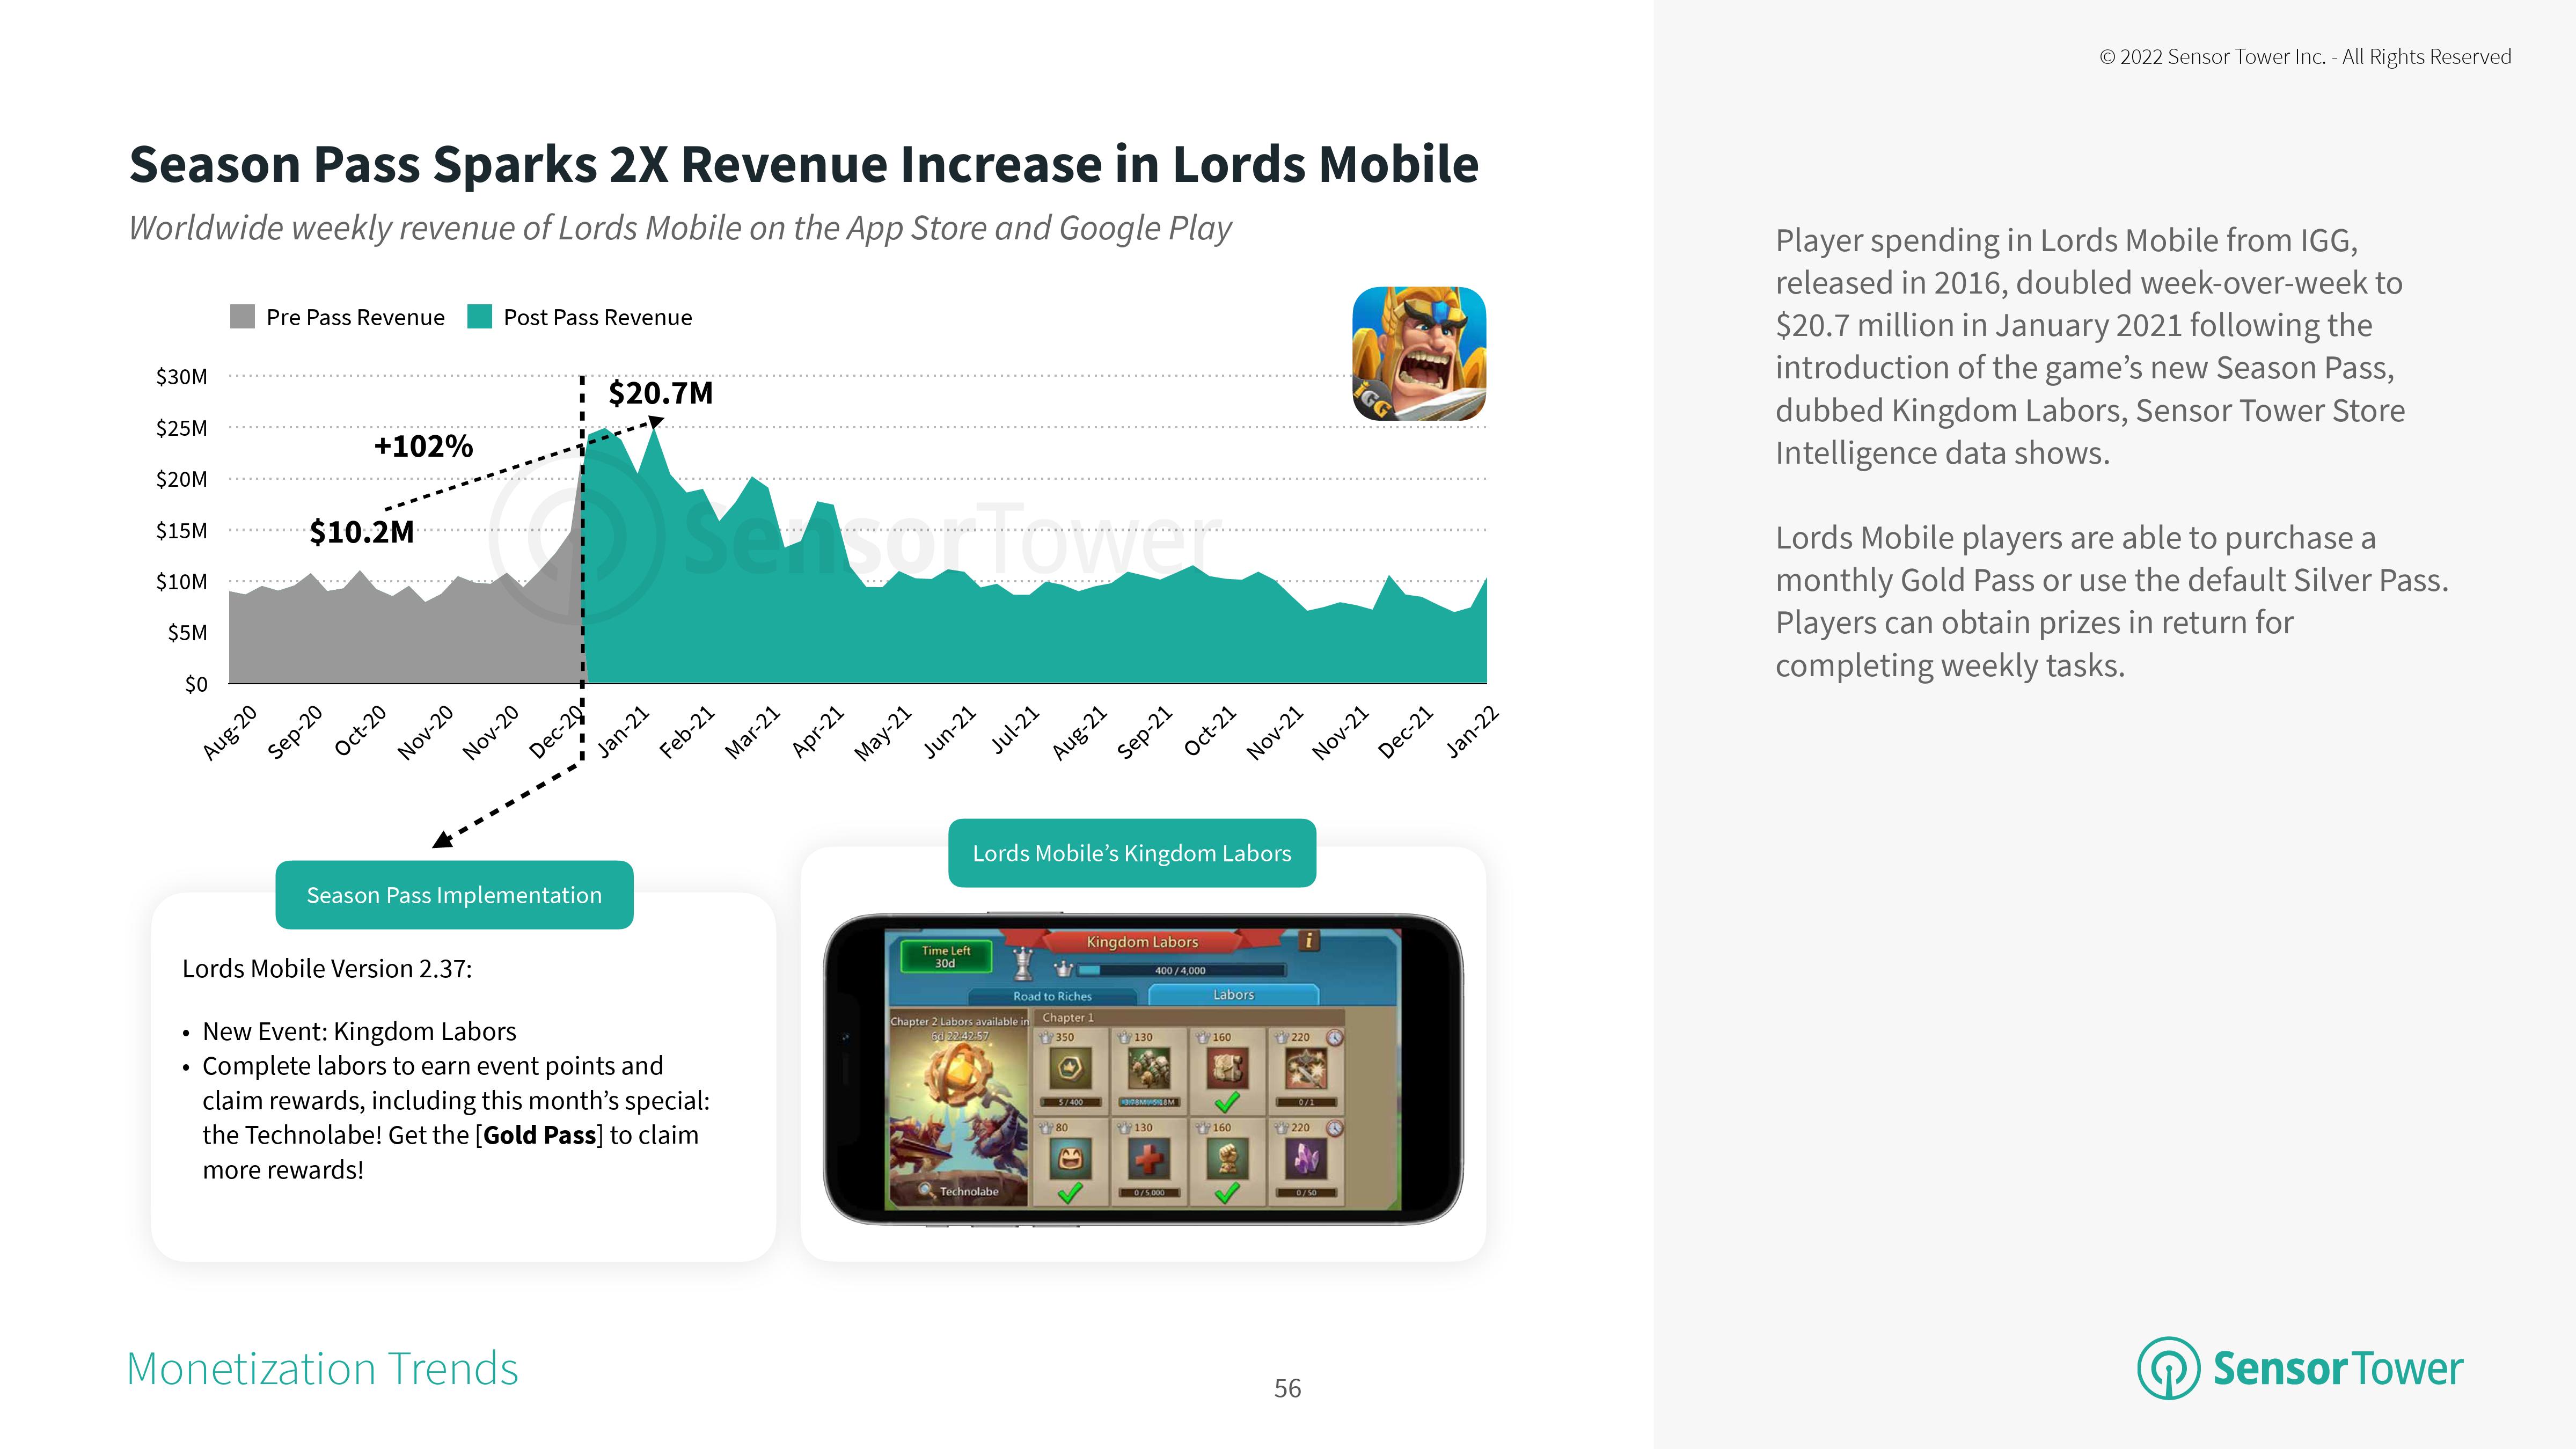 © 2022 Sensor Tower Inc. - All Rights Reserved
Season Pass Sparks 2X Revenue Increase in Lords Mobile
Worldwide weekly revenue of Lords Mobile on the App Store and Google Play
Pre Pass Revenue
Post Pass Revenue
$30M
$25M
$20M
$15M
$10M
$5M
$0
+102%
$10.2M
$20.7M
IGG
SensorTower
Aug-20
Sep-20
Oct-20
Nov-20
Nov-20
Dec-20
Jan-21
Feb-21
Mar-21
Apr-21
May-21
Jun-21
Jul-21
Aug-21
Sep-21
Oct-21
Nov-21
Nov-21
Dec-21
Jan-22
Season Pass Implementation
Lords Mobile Version 2.37:
• New Event: Kingdom Labors
• Complete labors to earn event points and
claim rewards, including this month’s special:
the Technolabe! Get the [Gold Pass] to claim
more rewards!
Lords Mobile’s Kingdom Labors
Kingdom Labors
i
Time Left
30d
400 / 4,000
Road to Riches
Labors
Chapter 2 Labors available in
6d 22:42:57
Technolabe
Chapter 1
350
130
160
220
5 / 400
0 / 1
80
130
160
220
0 / 5,000
0 / 50
Player spending in Lords Mobile from IGG,
released in 2016, doubled week-over-week to
$20.7 million in January 2021 following the
introduction of the game’s new Season Pass,
dubbed Kingdom Labors, Sensor Tower Store
Intelligence data shows.
Lords Mobile players are able to purchase a
monthly Gold Pass or use the default Silver Pass.
Players can obtain prizes in return for
completing weekly tasks.
Monetization Trends
56
SensorTower